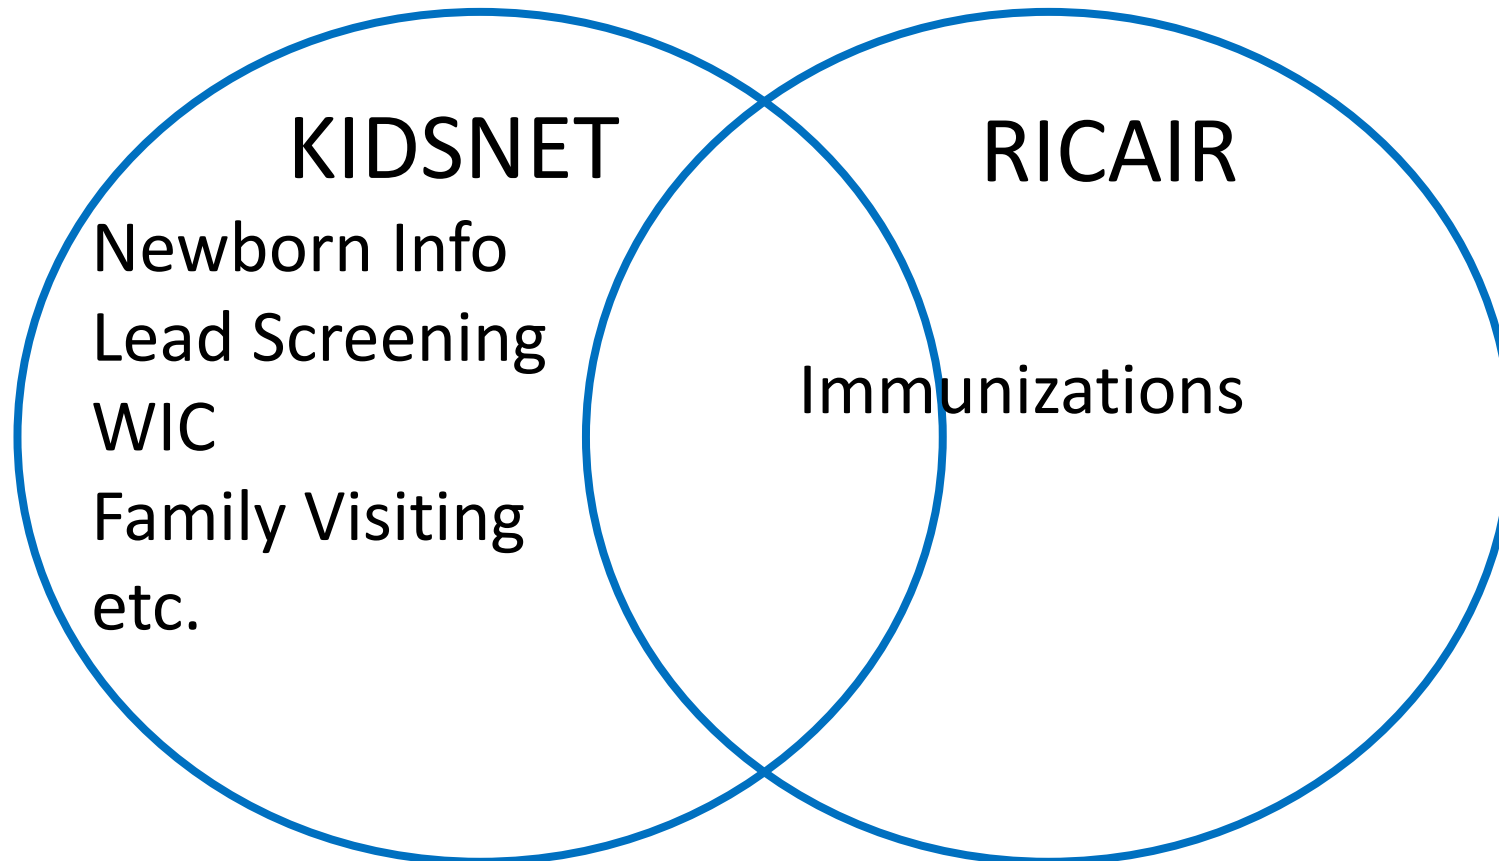 KIDSNET
Newborn Info
Lead Screening
WIC
Family Visiting
etc.
RICAIR
Immunizations